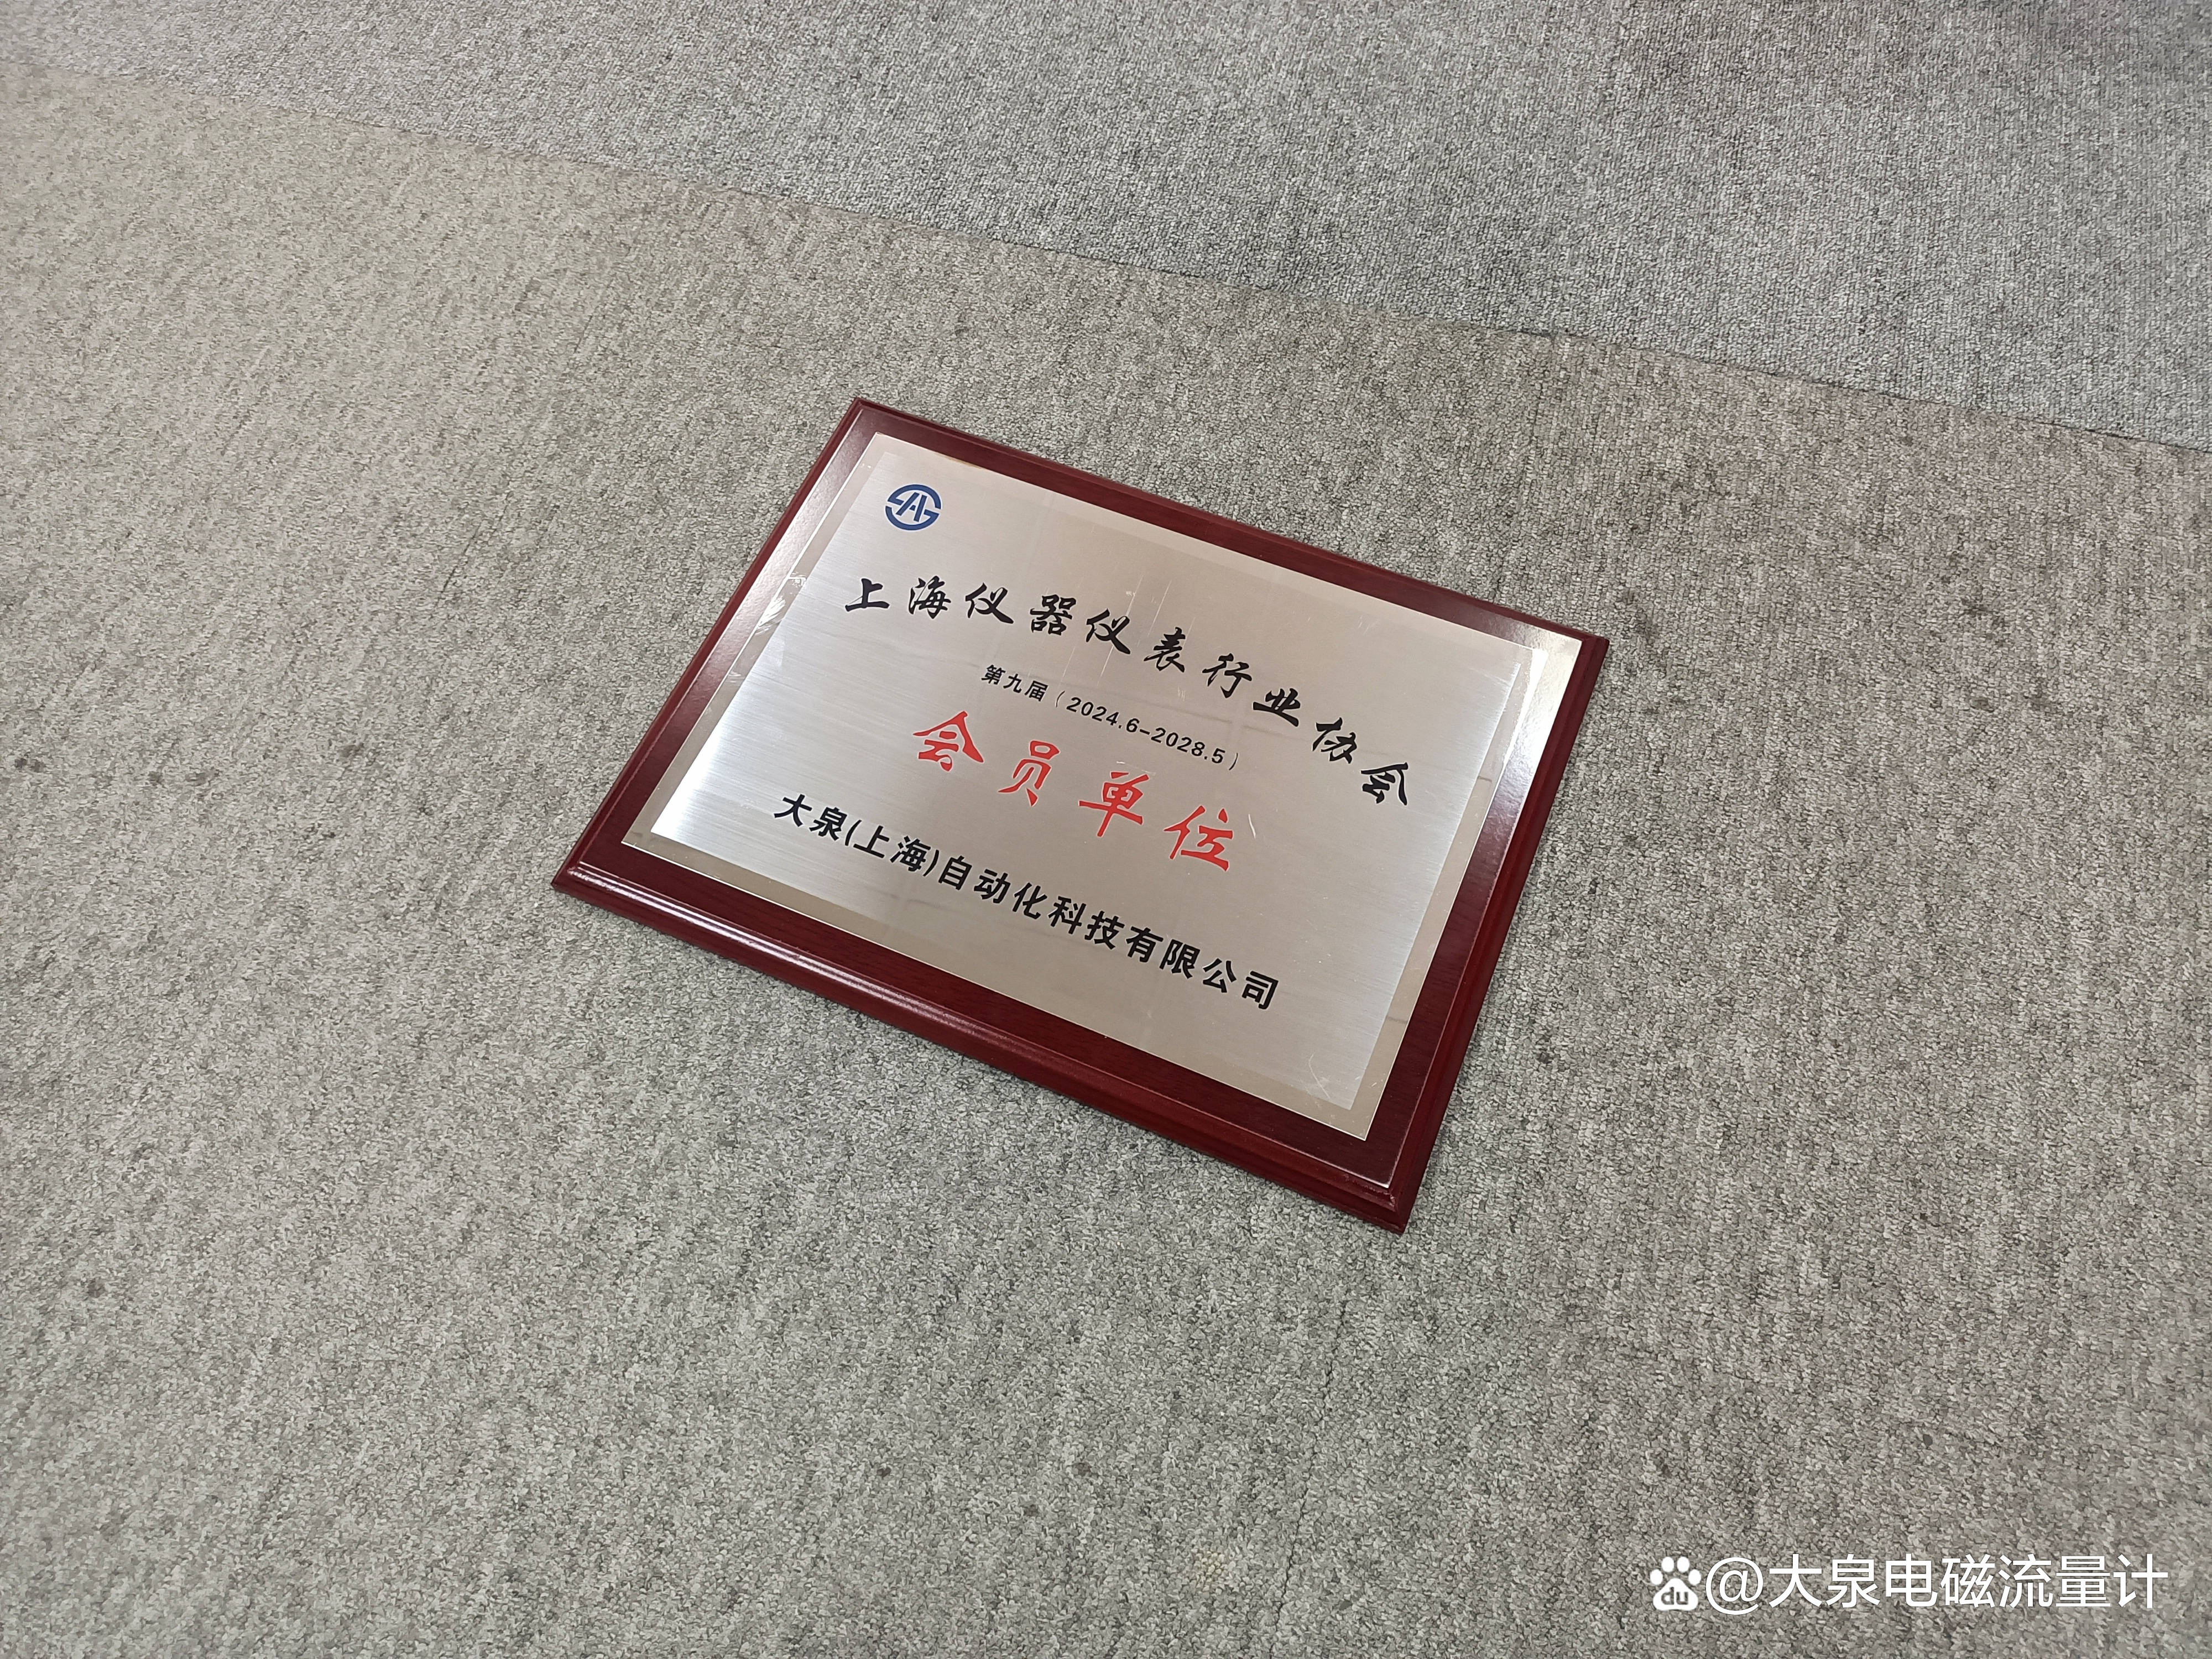 上海仪器仪表行业协会
第九届（2024.6-2028.5）
会员单位
大泉(上海)自动化科技有限公司
du @大泉电磁流量计